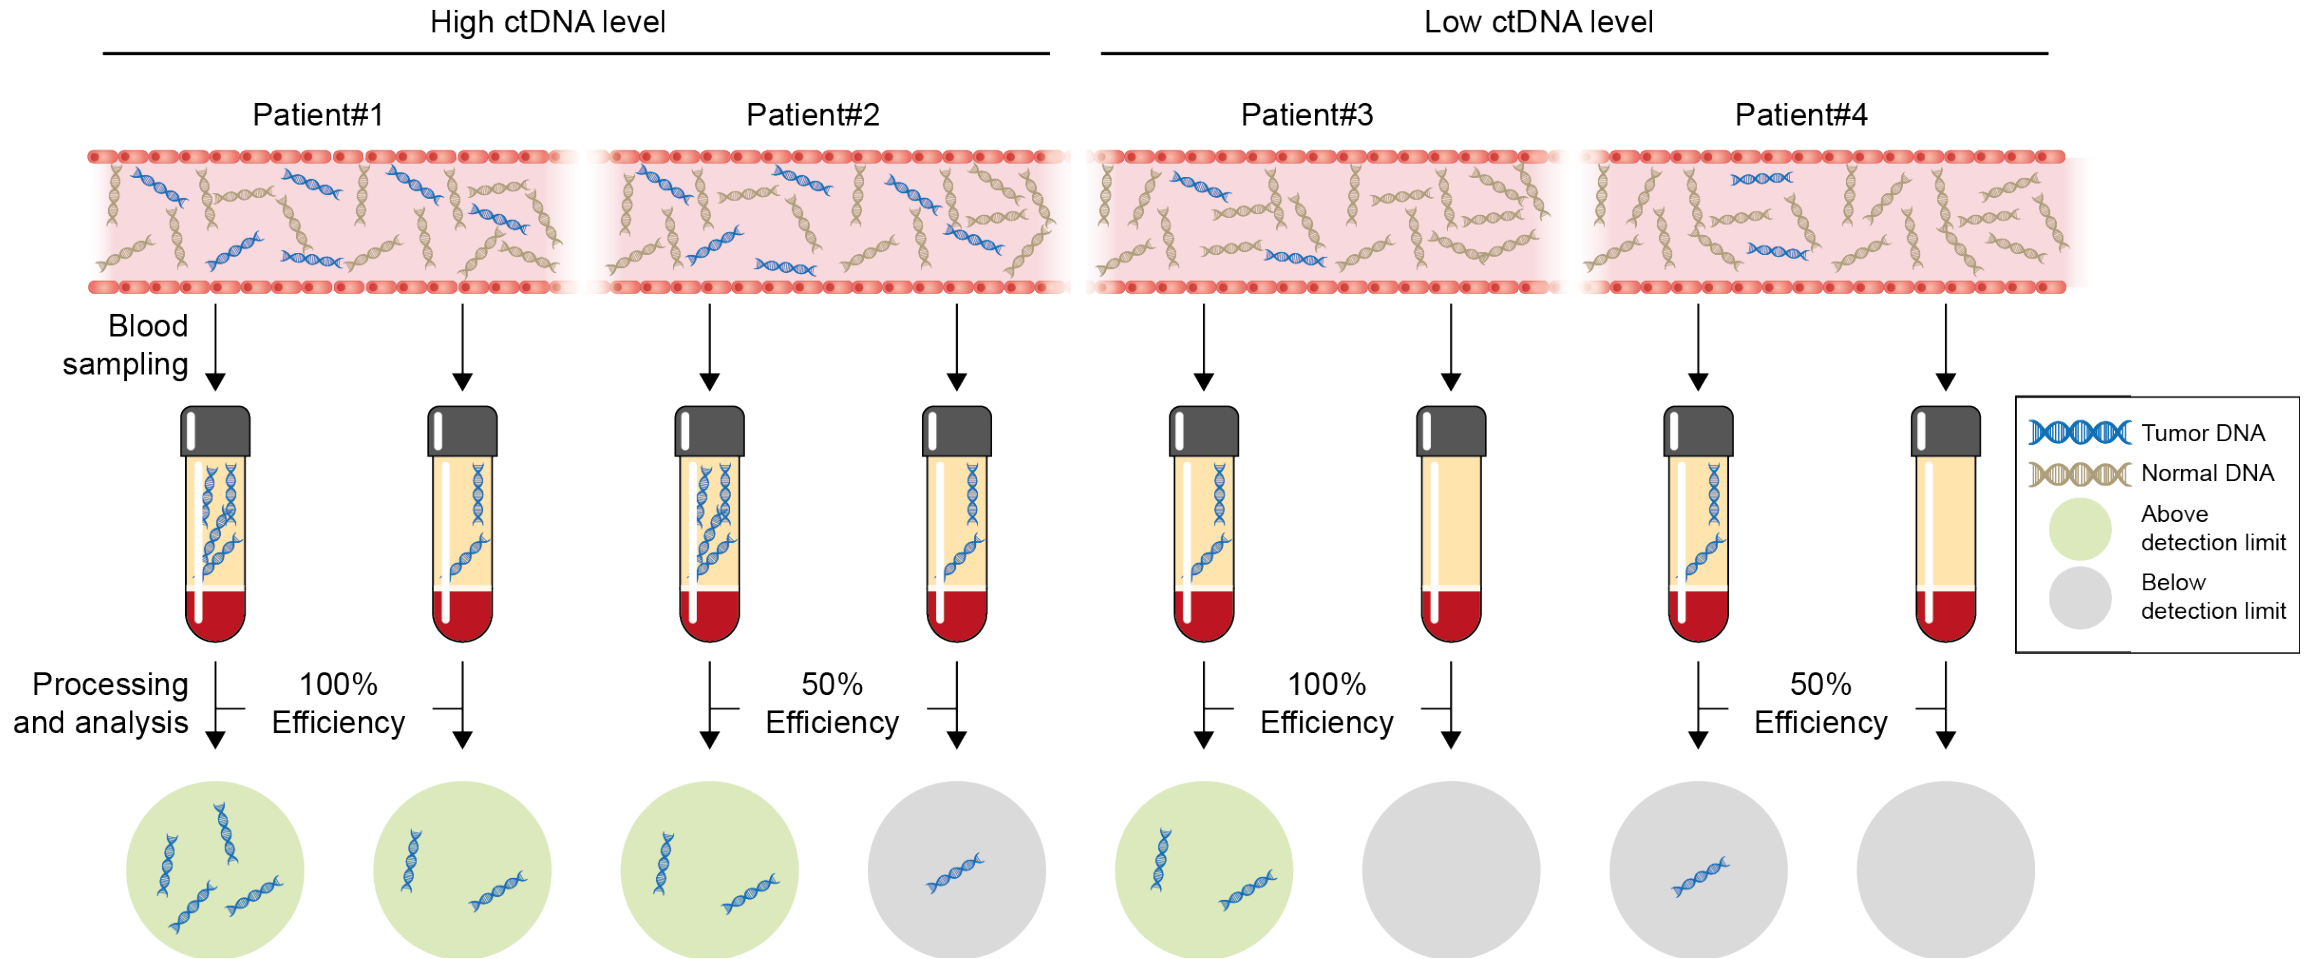 High ctDNA level
Low ctDNA level
Patient#1
Patient#2
Patient#3
Patient#4
Blood
sampling
Tumor DNA
Normal DNA
Above
detection limit
Below
detection limit
Processing
and analysis
100%
Efficiency
50%
Efficiency
100%
Efficiency
50%
Efficiency